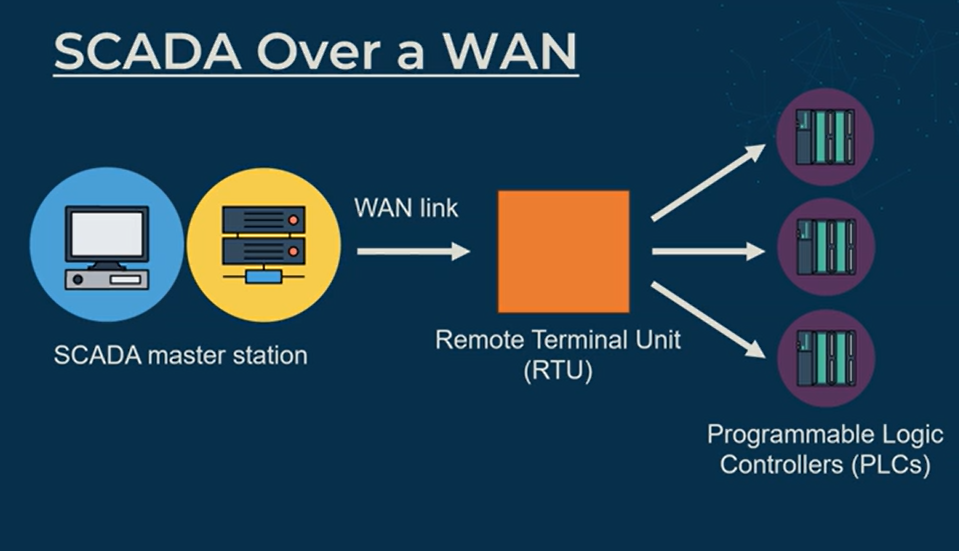 SCADA Over a WAN
WAN link
SCADA master station
Remote Terminal Unit
(RTU)
Programmable Logic
Controllers (PLCs)